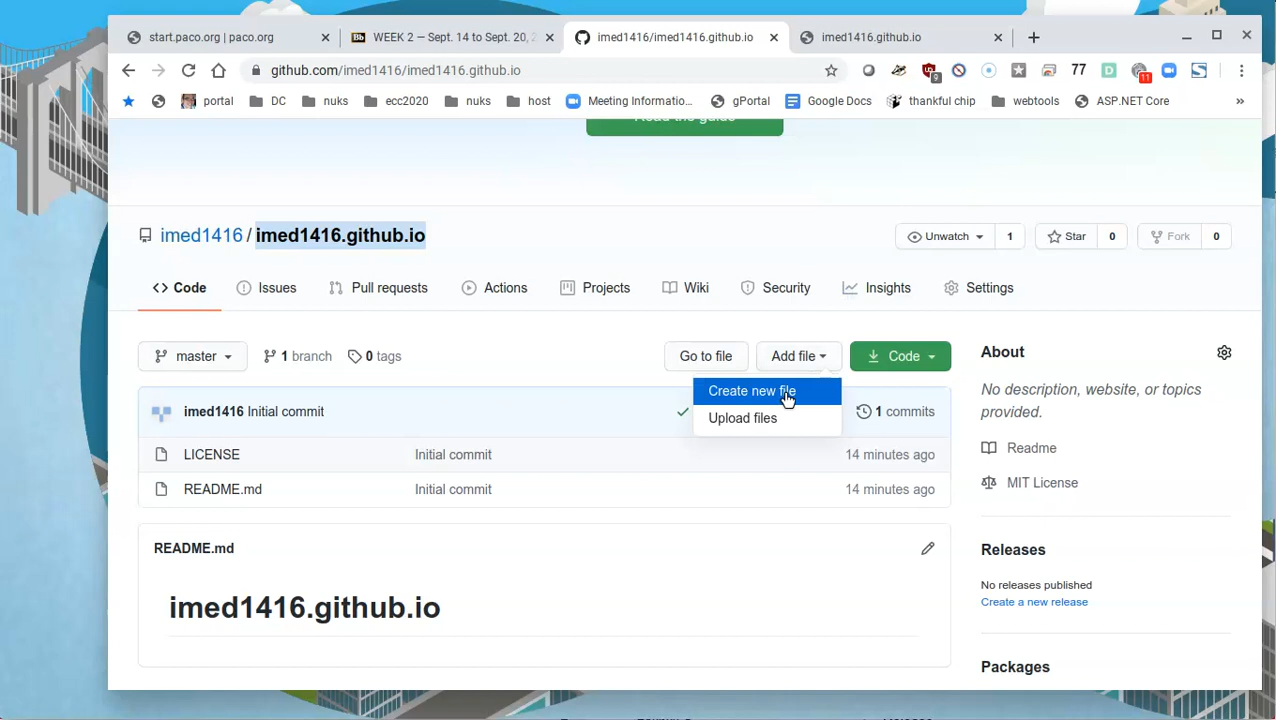 start.paco.org | paco.org
WEEK 2 – Sept. 14 to Sept. 20, 2
imed1416/imed1416.github.io
imed1416.github.io
github.com/imed1416/imed1416.github.io
9
77
11
portal
DC
nuks
ecc2020
nuks
host
Meeting Informatio...
gPortal
Google Docs
thankful chip
webtools
ASP.NET Core
»
Read the guide
imed1416 / imed1416.github.io
Unwatch 1
Star 0
Fork 0
Code
Issues
Pull requests
Actions
Projects
Wiki
Security
Insights
Settings
master
1 branch
0 tags
Go to file
Add file
Code
Create new file
Upload files
imed1416 Initial commit
1 commits
LICENSE Initial commit 14 minutes ago
README.md Initial commit 14 minutes ago
README.md
imed1416.github.io
About
No description, website, or topics
provided.
Readme
MIT License
Releases
No releases published
Create a new release
Packages